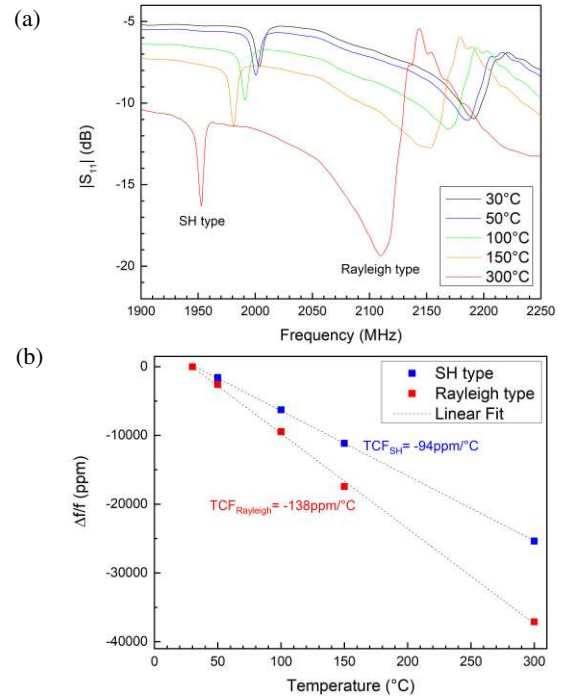 (a)
-5
-10
-15
-20
|S11| (dB)
SH type
Rayleigh type
30°C
50°C
100°C
150°C
300°C
1900 1950 2000 2050 2100 2150 2200 2250
Frequency (MHz)
(b)
0
-10000
-20000
-30000
-40000
Δf/f (ppm)
SH type
Rayleigh type
Linear Fit
TCFSH= -94ppm/°C
TCFRayleigh= -138ppm/°C
0 50 100 150 200 250 300
Temperature (°C)